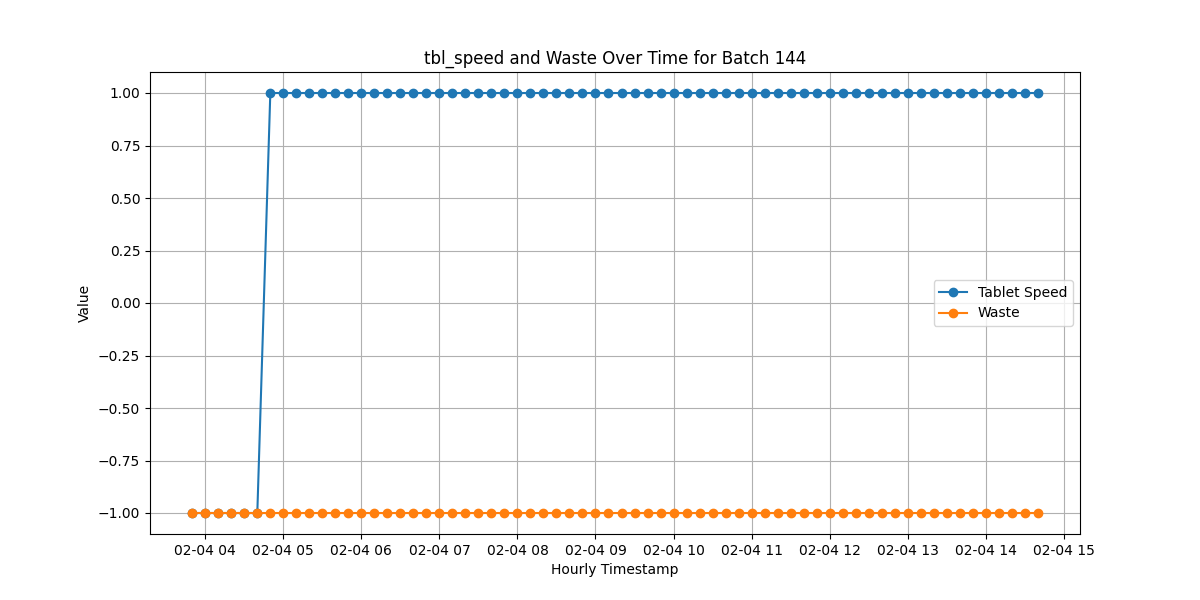 tbl_speed and Waste Over Time for Batch 144
1.00
0.75
0.50
0.25
0.00
−0.25
−0.50
−0.75
−1.00
Value
Tablet Speed
Waste
02-04 04 02-04 05 02-04 06 02-04 07 02-04 08 02-04 09 02-04 10 02-04 11 02-04 12 02-04 13 02-04 14 02-04 15
Hourly Timestamp